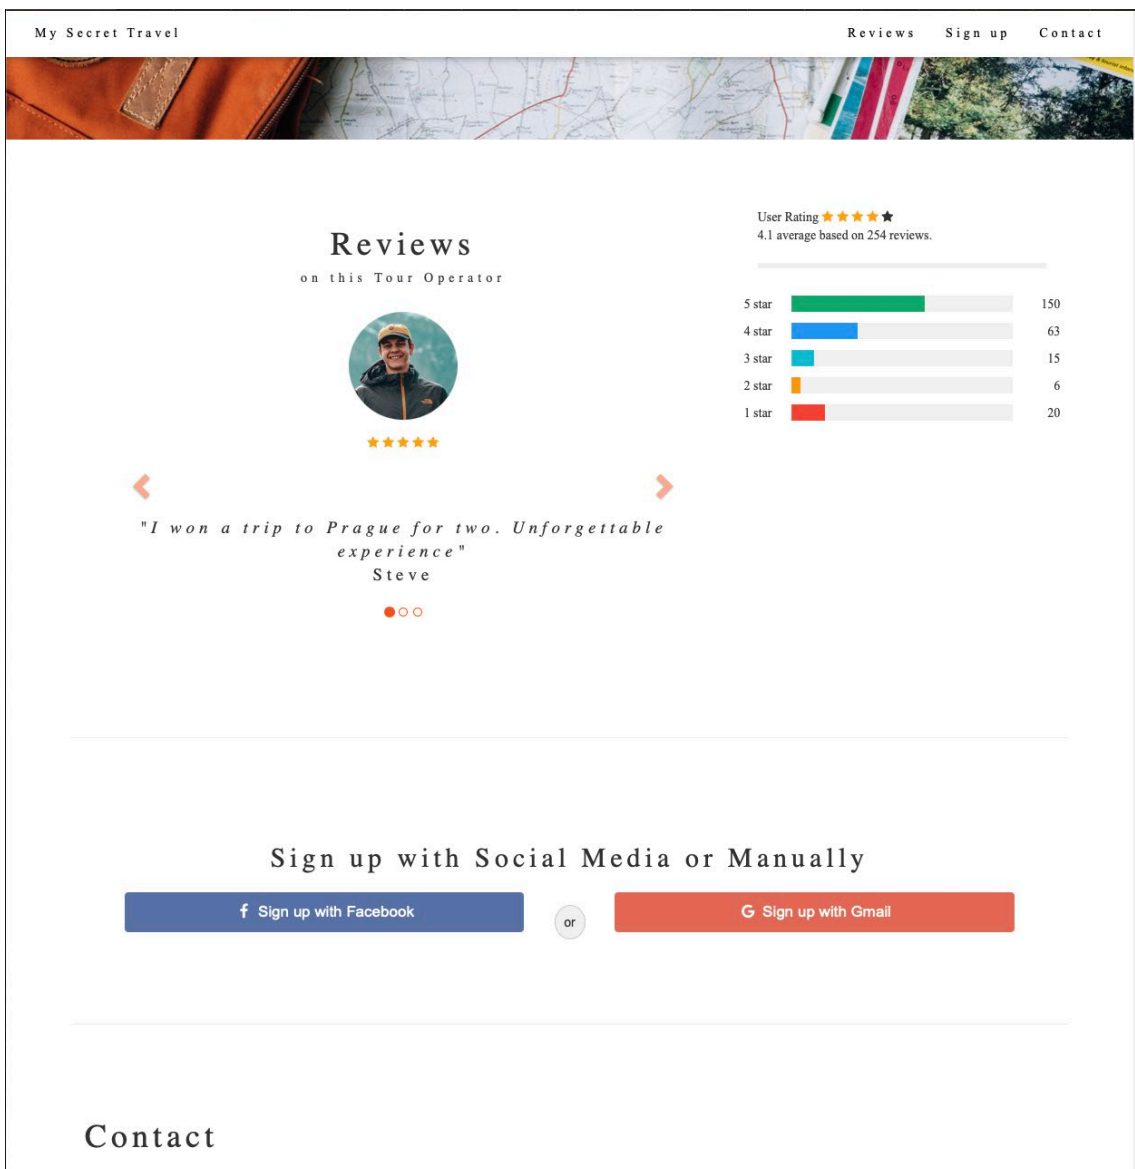 My Secret Travel
Reviews Sign up Contact
Reviews
on this Tour Operator
"I won a trip to Prague for two. Unforgettable
experience"
Steve
User Rating
4.1 average based on 254 reviews.
5 star 150
4 star 63
3 star 15
2 star 6
1 star 20
Sign up with Social Media or Manually
f Sign up with Facebook
or
G Sign up with Gmail
Contact